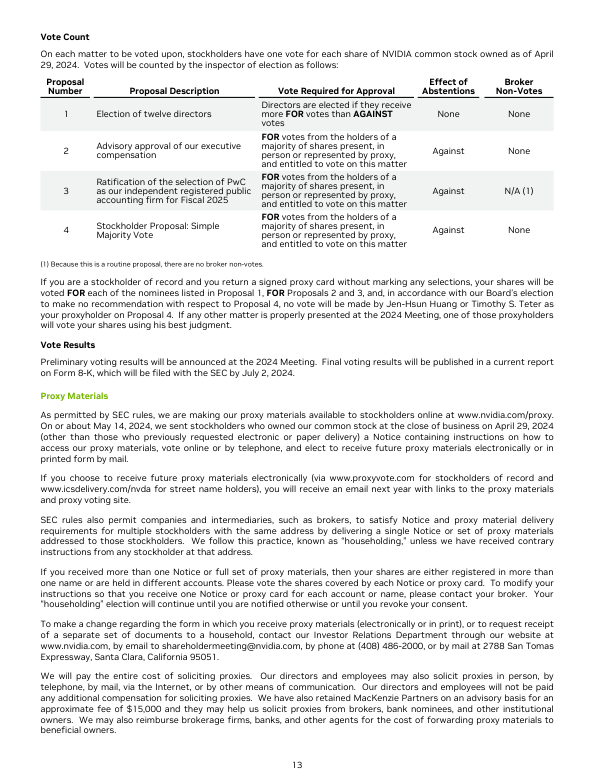 Vote Count
On each matter to be voted upon, stockholders have one vote for each share of NVIDIA common stock owned as of April
29, 2024. Votes will be counted by the inspector of election as follows:
Proposal Number Proposal Description Vote Required for Approval Effect of Abstentions Broker Non-Votes
1 Election of twelve directors Directors are elected if they receive more FOR votes than AGAINST votes None None
2 Advisory approval of our executive compensation FOR votes from the holders of a majority of shares present, in person or represented by proxy, and entitled to vote on this matter Against None
3 Ratification of the selection of PwC as our independent registered public accounting firm for Fiscal 2025 FOR votes from the holders of a majority of shares present, in person or represented by proxy, and entitled to vote on this matter Against N/A (1)
4 Stockholder Proposal: Simple Majority Vote FOR votes from the holders of a majority of shares present, in person or represented by proxy, and entitled to vote on this matter Against None
(1) Because this is a routine proposal, there are no broker non-votes.
If you are a stockholder of record and you return a signed proxy card without marking any selections, your shares will be
voted FOR each of the nominees listed in Proposal 1, FOR Proposals 2 and 3, and, in accordance with our Board's election
to make no recommendation with respect to Proposal 4, no vote will be made by Jen-Hsun Huang or Timothy S. Teter as
your proxyholder on Proposal 4. If any other matter is properly presented at the 2024 Meeting, one of those proxyholders
will vote your shares using his best judgment.
Vote Results
Preliminary voting results will be announced at the 2024 Meeting. Final voting results will be published in a current report
on Form 8-K, which will be filed with the SEC by July 2, 2024.
Proxy Materials
As permitted by SEC rules, we are making our proxy materials available to stockholders online at www.nvidia.com/proxy.
On or about May 14, 2024, we sent stockholders who owned our common stock at the close of business on April 29, 2024
(other than those who previously requested electronic or paper delivery) a Notice containing instructions on how to
access our proxy materials, vote online or by telephone, and elect to receive future proxy materials electronically or in
printed form by mail.
If you choose to receive future proxy materials electronically (via www.proxyvote.com for stockholders of record and
www.icsdelivery.com/nvda for street name holders), you will receive an email next year with links to the proxy materials
and proxy voting site.
SEC rules also permit companies and intermediaries, such as brokers, to satisfy Notice and proxy material delivery
requirements for multiple stockholders with the same address by delivering a single Notice or set of proxy materials
addressed to those stockholders. We follow this practice, known as "householding," unless we have received contrary
instructions from any stockholder at that address.
If you received more than one Notice or full set of proxy materials, then your shares are either registered in more than
one name or are held in different accounts. Please vote the shares covered by each Notice or proxy card. To modify your
instructions so that you receive one Notice or proxy card for each account or name, please contact your broker. Your
"householding" election will continue until you are notified otherwise or until you revoke your consent.
To make a change regarding the form in which you receive proxy materials (electronically or in print), or to request receipt
of a separate set of documents to a household, contact our Investor Relations Department through our website at
www.nvidia.com, by email to shareholdermeeting@nvidia.com, by phone at (408) 486-2000, or by mail at 2788 San Tomas
Expressway, Santa Clara, California 95051.
We will pay the entire cost of soliciting proxies. Our directors and employees may also solicit proxies in person, by
telephone, by mail, via the Internet, or by other means of communication. Our directors and employees will not be paid
any additional compensation for soliciting proxies. We have also retained MacKenzie Partners on an advisory basis for an
approximate fee of $15,000 and they may help us solicit proxies from brokers, bank nominees, and other institutional
owners. We may also reimburse brokerage firms, banks, and other agents for the cost of forwarding proxy materials to
beneficial owners.
13